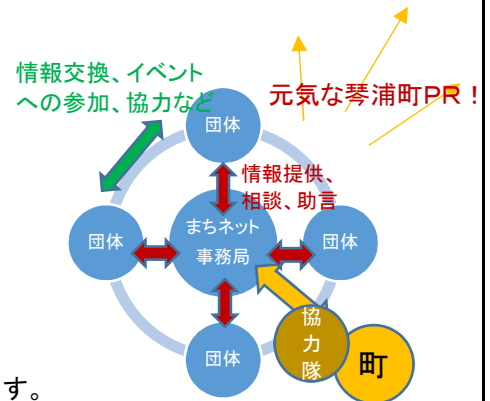 情報交換、イベント
への参加、協力など
元気な琴浦町PR！
団体
情報提供、
相談、助言
まちネット
事務局
団体
団体
団体
協
力
隊
町
す。